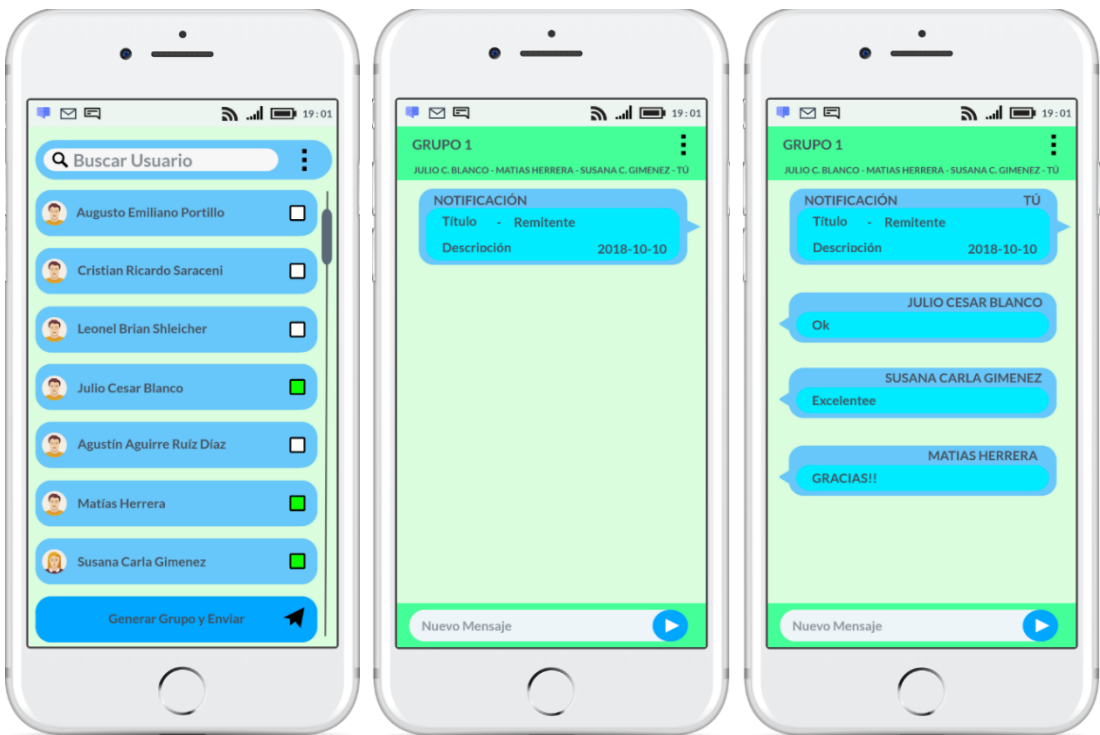 19:01
Buscar Usuario
Augusto Emiliano Portillo
Cristian Ricardo Saraceni
Leonel Brian Shleicher
Julio Cesar Blanco
Agustín Aguirre Ruíz Díaz
Matías Herrera
Susana Carla Gimenez
Generar Grupo y Enviar
19:01
GRUPO 1
JULIO C. BLANCO - MATIAS HERRERA - SUSANA C. GIMENEZ - TÚ
NOTIFICACIÓN
Título - Remitente
Descripción 2018-10-10
Nuevo Mensaje
19:01
GRUPO 1
JULIO C. BLANCO - MATIAS HERRERA - SUSANA C. GIMENEZ - TÚ
NOTIFICACIÓN TÚ
Título - Remitente
Descripción 2018-10-10
JULIO CESAR BLANCO
Ok
SUSANA CARLA GIMENEZ
Excelentee
MATIAS HERRERA
GRACIAS!!
Nuevo Mensaje